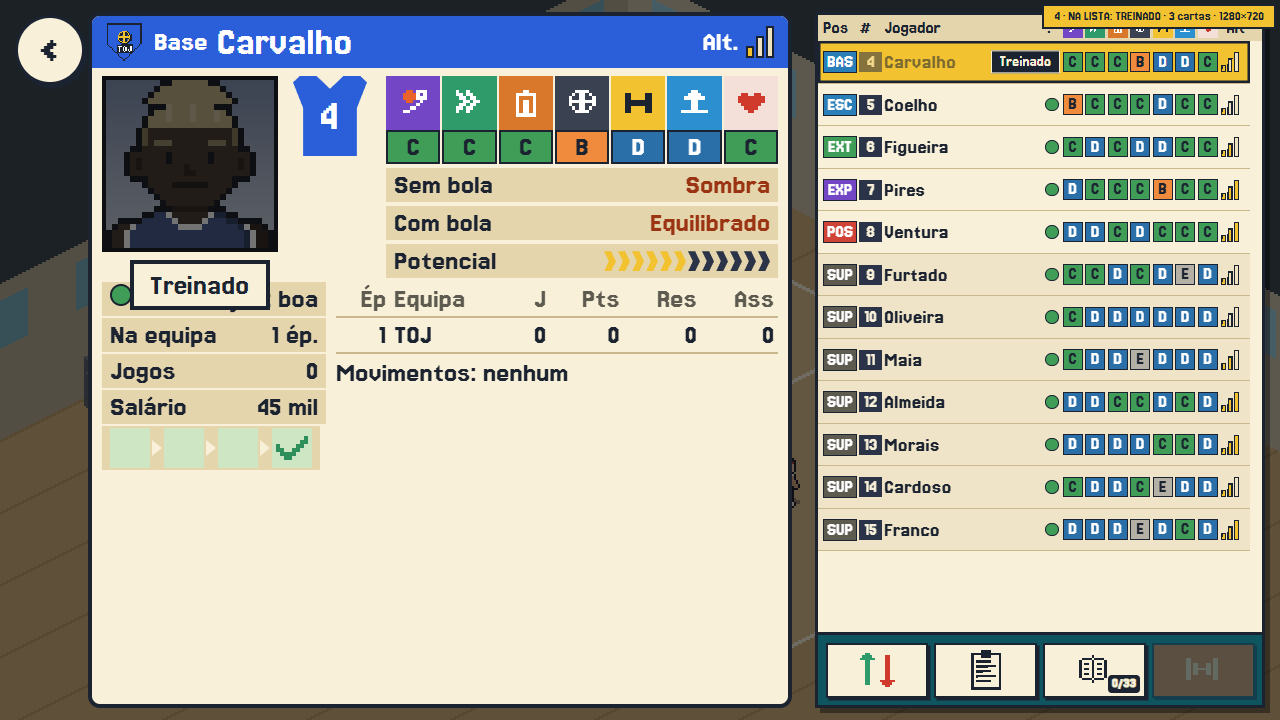 TOJ Base Carvalho Alt.
4
C C C B D D C
Sem bola Sombra
Com bola Equilibrado
Potencial
Treinado
boa
Na equipa 1 ép.
Jogos 0
Salário 45 mil
Ép Equipa J Pts Res Ass
1 TOJ 0 0 0 0
Movimentos: nenhum
4 · NA LISTA: TREINADO · 3 cartas · 1280×720
Pos # Jogador
BAS 4 Carvalho Treinado C C C B D D C
ESC 5 Coelho B C C C D C C
EXT 6 Figueira C D C D D C C
EXP 7 Pires D C C C B C C
POS 8 Ventura D D C D C C C
SUP 9 Furtado C C D C D E D
SUP 10 Oliveira C D D D D D D
SUP 11 Maia C D D E D D D
SUP 12 Almeida D D C C D C D
SUP 13 Morais D D D D C C D
SUP 14 Cardoso C D D C E D D
SUP 15 Franco D D D E D C D
0/33